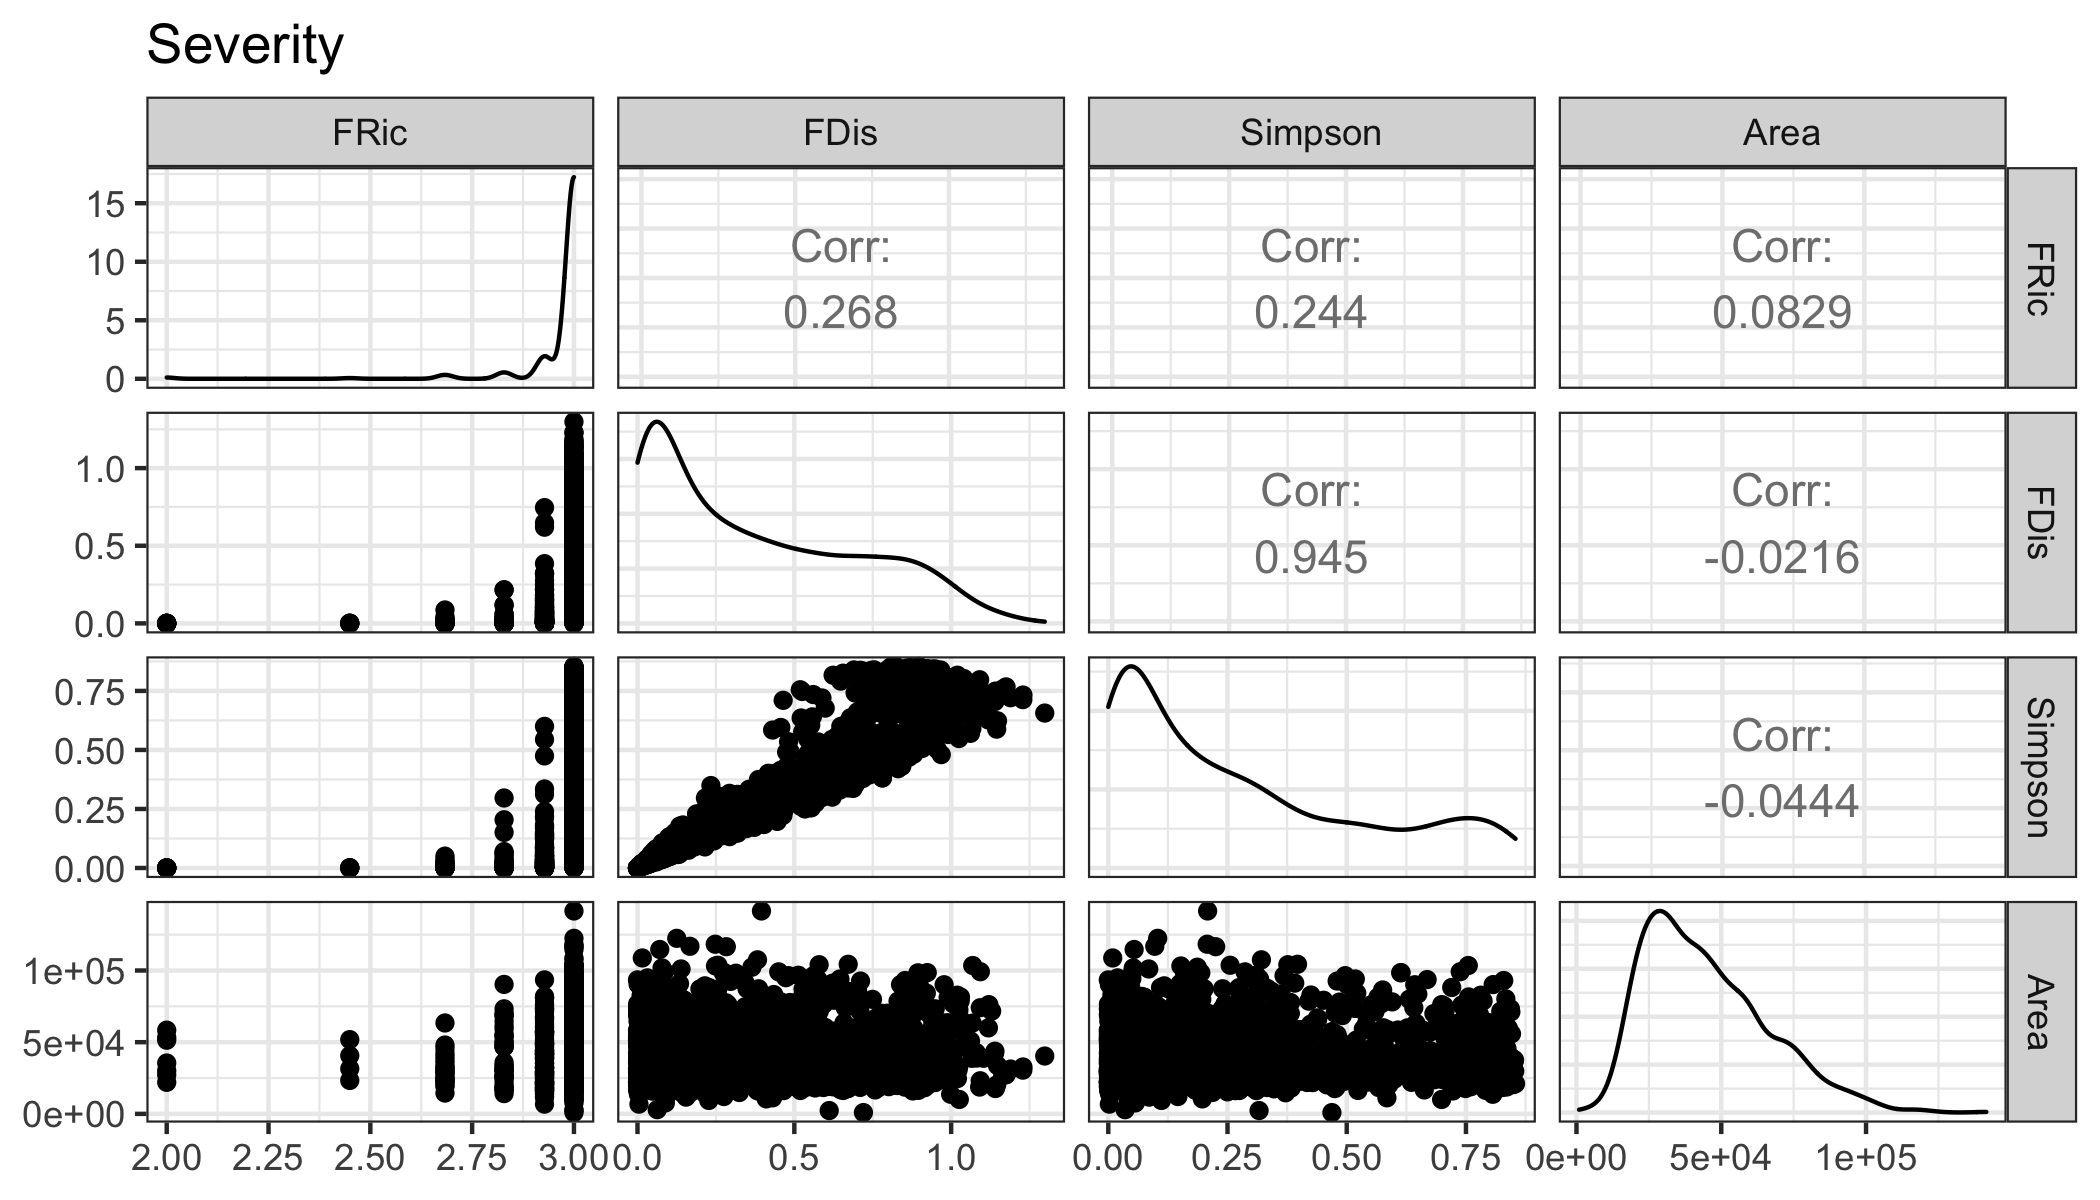 Severity
FRic FDis Simpson Area
15
10
5
0
Corr:
0.268
Corr:
0.244
Corr:
0.0829
FRic
1.0
0.5
0.0
Corr:
0.945
Corr:
-0.0216
FDis
0.75
0.50
0.25
0.00
Corr:
-0.0444
Simpson
1e+05
5e+04
0e+00
Area
2.00 2.25 2.50 2.75 3.00 0.0 0.5 1.0 0.00 0.25 0.50 0.75 0e+00 5e+04 1e+05